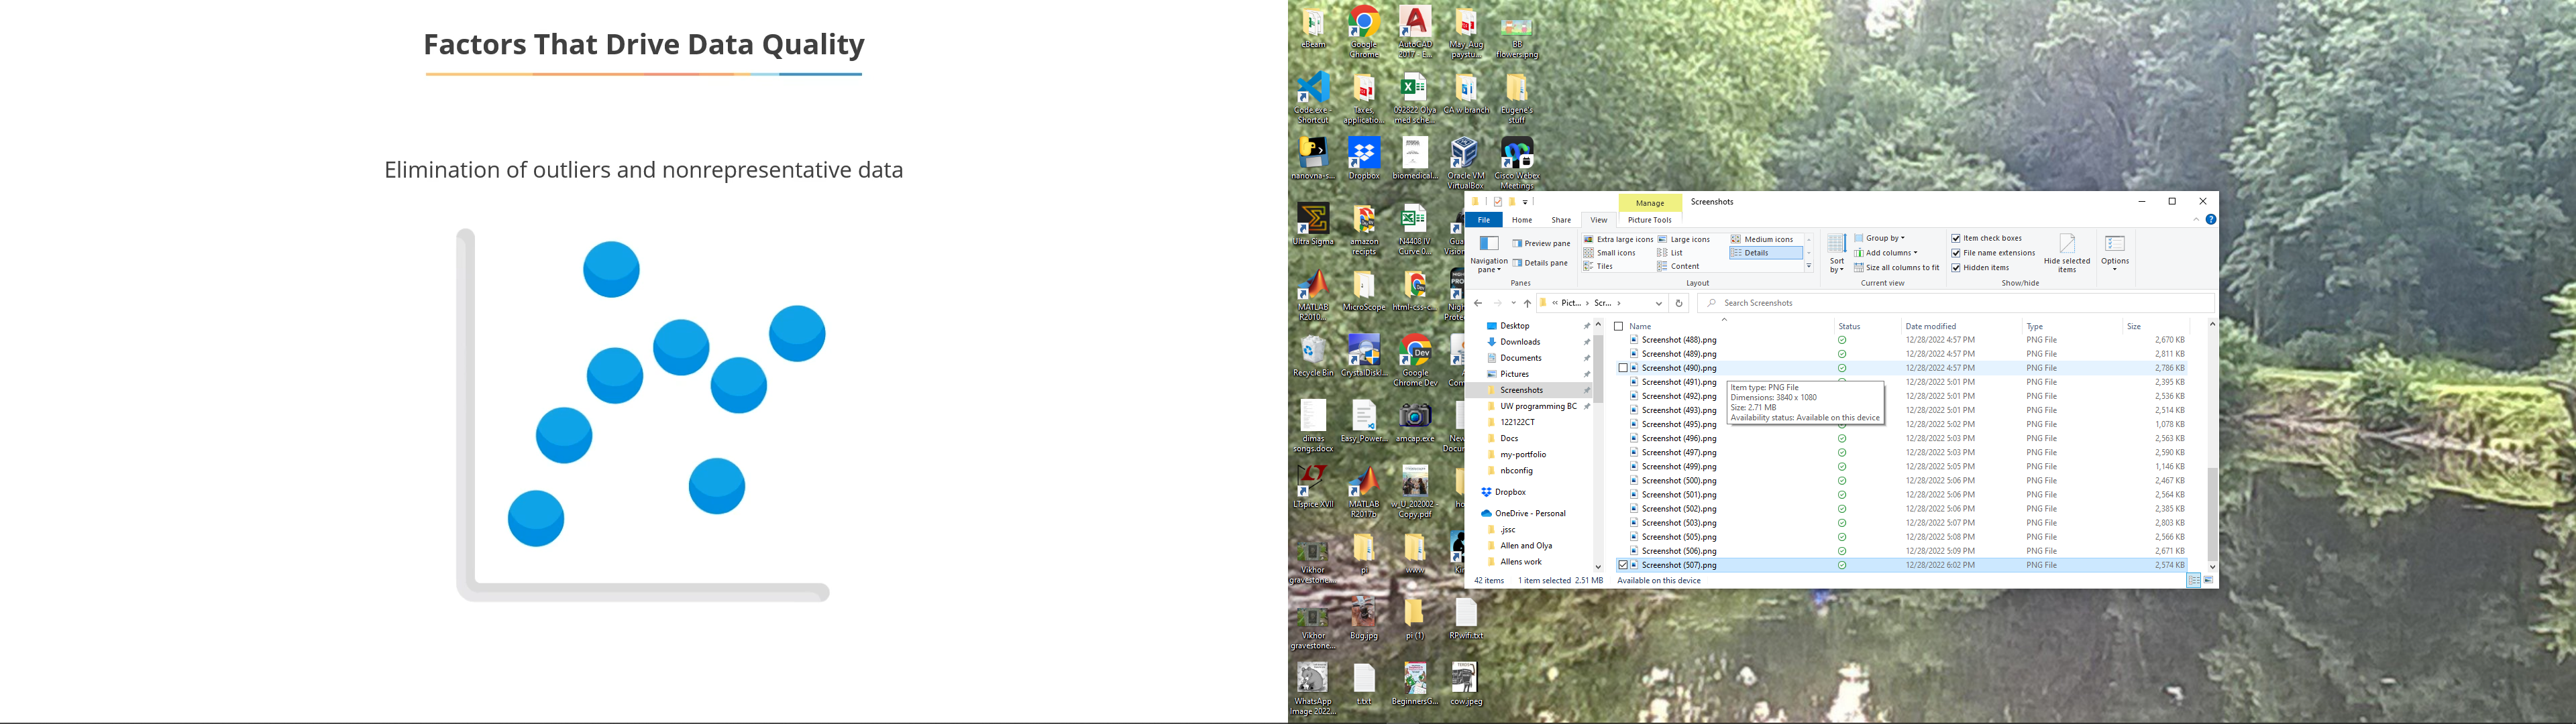 Factors That Drive Data Quality
Elimination of outliers and nonrepresentative data
eBeam
Google
Chrome
AutoCAD
2017 - E...
May_Aug
paystu...
BB
flowers.png
Code.exe -
Shortcut
Taxes,
applicatio...
092822 Olya
med sche...
CA w branch
Eugene's
stuff
nanovna-s...
Dropbox
biomedical...
Oracle VM
VirtualBox
Cisco Webex
Meetings
Ultra Sigma
amazon
recipts
N4408 IV
Curve 0...
MATLAB
R2010...
MicroScope
html-css-c...
Recycle Bin
CrystalDiskI...
Google
Chrome Dev
dimas
songs.docx
Easy_Power...
amcap.exe
LTspice XVII
MATLAB
R2017b
w_U_202002 -
Copy.pdf
Vikhor
gravestone...
pi
www
Vikhor
gravestone...
Bug.jpg
pi (1)
RPwifi.txt
WhatsApp
Image 2022...
t.txt
BeginnersG...
cow.jpeg
Manage
Screenshots
File
Home
Share
View
Picture Tools
Navigation
pane
Preview pane
Details pane
Panes
Extra large icons
Large icons
Medium icons
Small icons
List
Details
Tiles
Content
Layout
Sort
by
Group by
Add columns
Size all columns to fit
Current view
Item check boxes
File name extensions
Hidden items
Hide selected
items
Show/hide
Options
« Pict... › Scr... ›
Search Screenshots
Desktop
Downloads
Documents
Pictures
Screenshots
UW programming BC
122122CT
Docs
my-portfolio
nbconfig
Dropbox
OneDrive - Personal
.jssc
Allen and Olya
Allens work
Name Status Date modified Type Size
Screenshot (488).png 12/28/2022 4:57 PM PNG File 2,670 KB
Screenshot (489).png 12/28/2022 4:57 PM PNG File 2,811 KB
Screenshot (490).png 12/28/2022 4:57 PM PNG File 2,786 KB
Screenshot (491).png 12/28/2022 5:01 PM PNG File 2,395 KB
Screenshot (492).png 12/28/2022 5:01 PM PNG File 2,536 KB
Screenshot (493).png 12/28/2022 5:01 PM PNG File 2,514 KB
Screenshot (495).png 12/28/2022 5:02 PM PNG File 1,078 KB
Screenshot (496).png 12/28/2022 5:03 PM PNG File 2,563 KB
Screenshot (497).png 12/28/2022 5:03 PM PNG File 2,590 KB
Screenshot (499).png 12/28/2022 5:05 PM PNG File 1,146 KB
Screenshot (500).png 12/28/2022 5:06 PM PNG File 2,467 KB
Screenshot (501).png 12/28/2022 5:06 PM PNG File 2,564 KB
Screenshot (502).png 12/28/2022 5:06 PM PNG File 2,385 KB
Screenshot (503).png 12/28/2022 5:07 PM PNG File 2,803 KB
Screenshot (505).png 12/28/2022 5:08 PM PNG File 2,566 KB
Screenshot (506).png 12/28/2022 5:09 PM PNG File 2,671 KB
Screenshot (507).png 12/28/2022 6:02 PM PNG File 2,574 KB
Item type: PNG File
Dimensions: 3840 x 1080
Size: 2.71 MB
Availability status: Available on this device
42 items 1 item selected 2.51 MB Available on this device